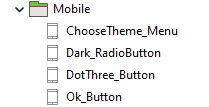 Mobile
ChooseTheme_Menu
Dark_RadioButton
DotThree_Button
Ok_Button